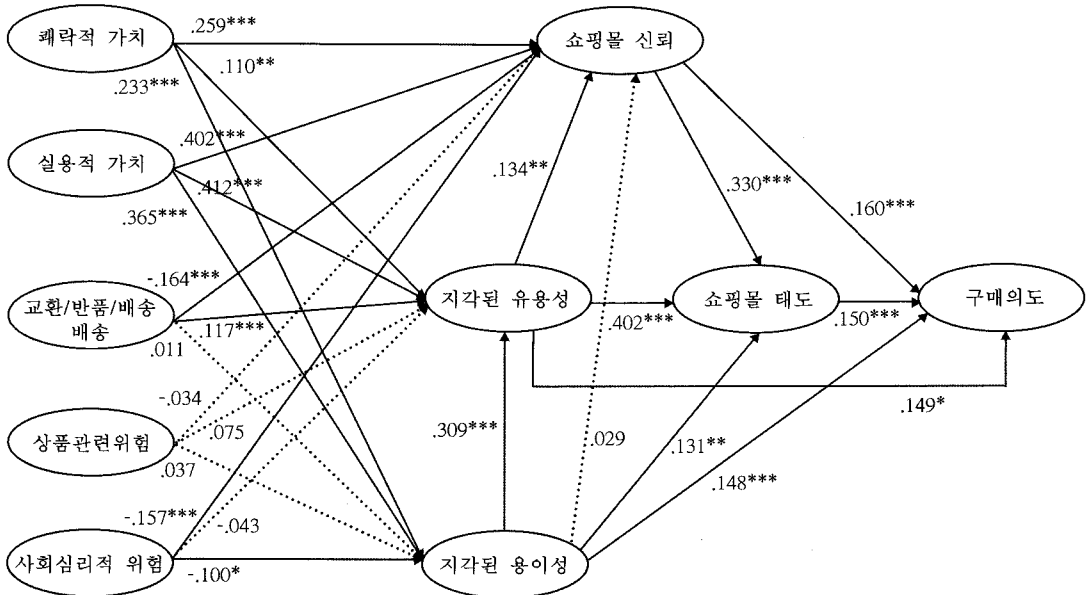 쾌락적 가치
.259***
.110**
.233***
쇼핑몰 신뢰
실용적 가치
.402***
.412***
.365***
.134**
.330***
.160***
교환/반품/배송
배송
-.164***
.117***
.011
지각된 유용성
.402***
쇼핑몰 태도
.150***
구매의도
.149*
상품관련위험
-.034
.075
.037
.309***
.029
.131**
.148***
사회심리적 위험
-.157***
-.043
-.100*
지각된 용이성